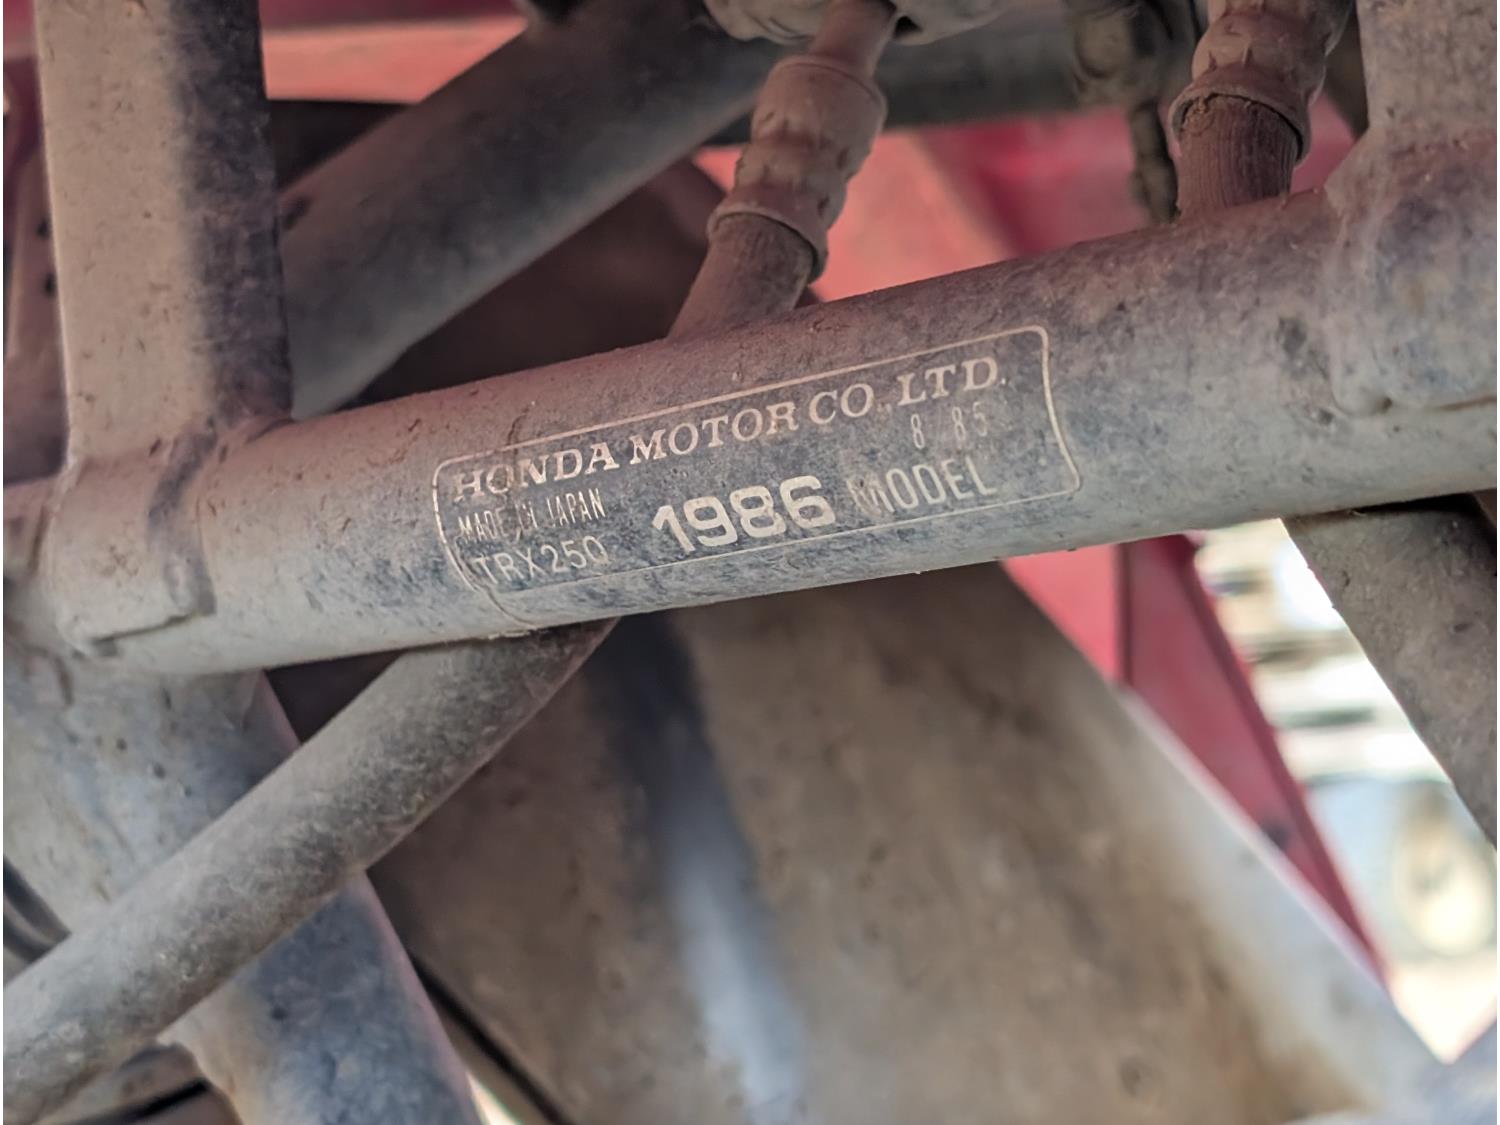 HONDA MOTOR CO., LTD.
8 85
MADE IN JAPAN
1986 MODEL
TRX250